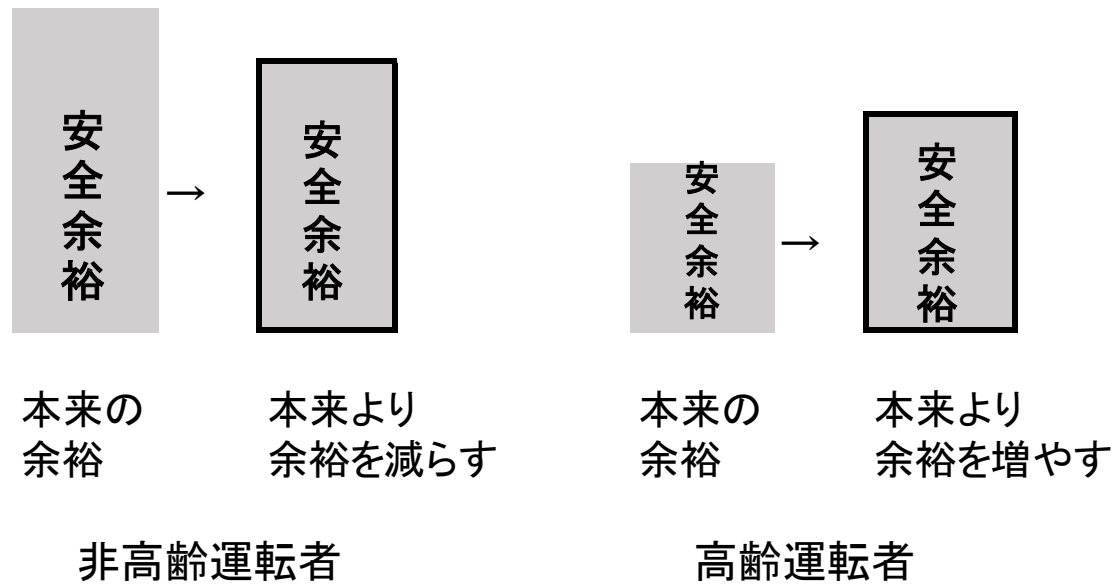 安全余裕
→
安全余裕
本来の
余裕
本来より
余裕を減らす
非高齢運転者
安全余裕
→
安全余裕
本来の
余裕
本来より
余裕を増やす
高齢運転者